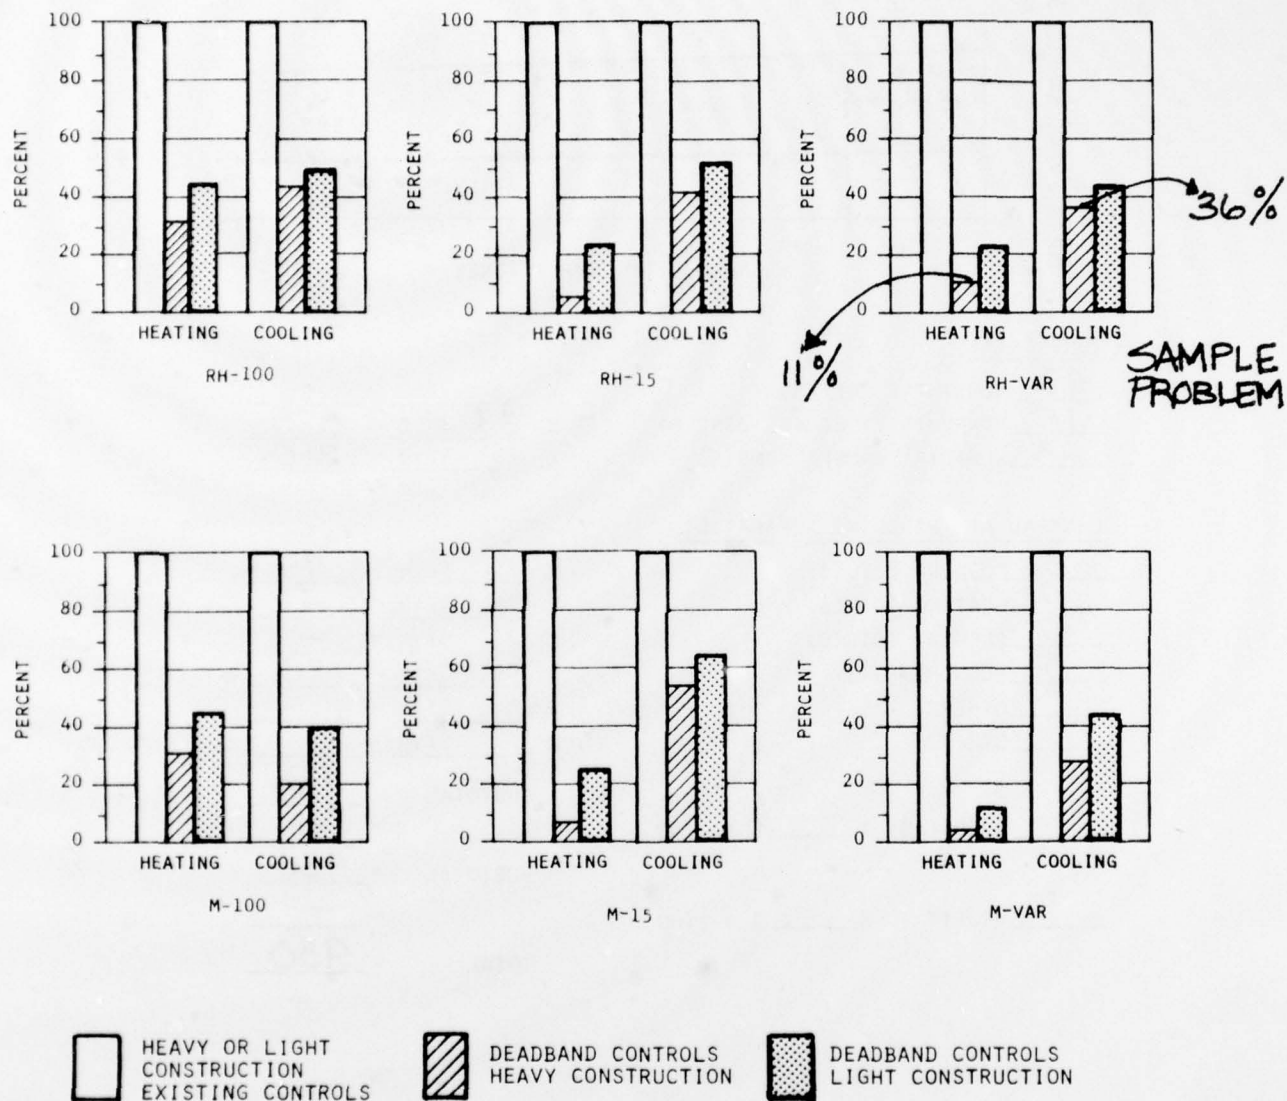 100
80
60
40
20
0
PERCENT
HEATING COOLING
RH-100
100
80
60
40
20
0
PERCENT
HEATING COOLING
RH-15
100
80
60
40
20
0
PERCENT
HEATING COOLING
RH-VAR
11%
36%
SAMPLE
PROBLEM
100
80
60
40
20
0
PERCENT
HEATING COOLING
M-100
100
80
60
40
20
0
PERCENT
HEATING COOLING
M-15
100
80
60
40
20
0
PERCENT
HEATING COOLING
M-VAR
HEAVY OR LIGHT
CONSTRUCTION
EXISTING CONTROLS
DEADBAND CONTROLS
HEAVY CONSTRUCTION
DEADBAND CONTROLS
LIGHT CONSTRUCTION